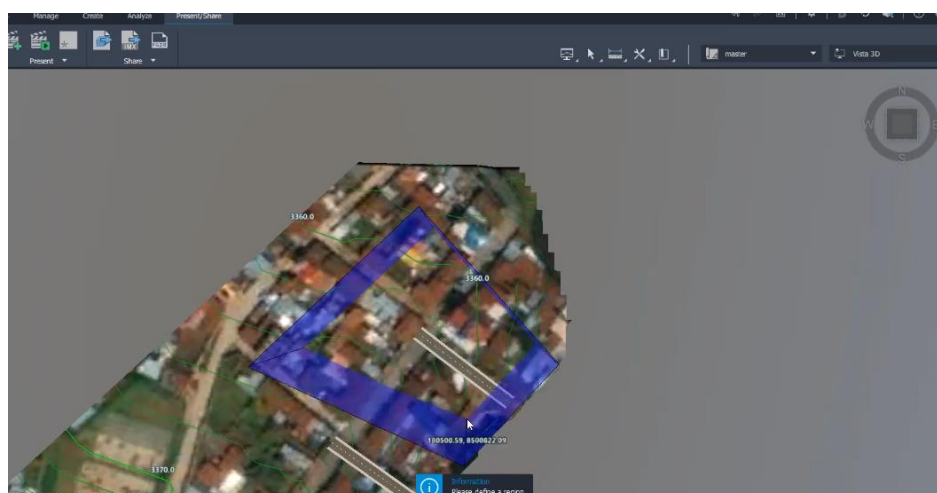 Manage Create Analyze Present/Share
Present Share
IMX
master Vista 3D
N
W E
S
3360.0
3360.0
180500.59, 8500822.09
3370.0
Information
Please define a region